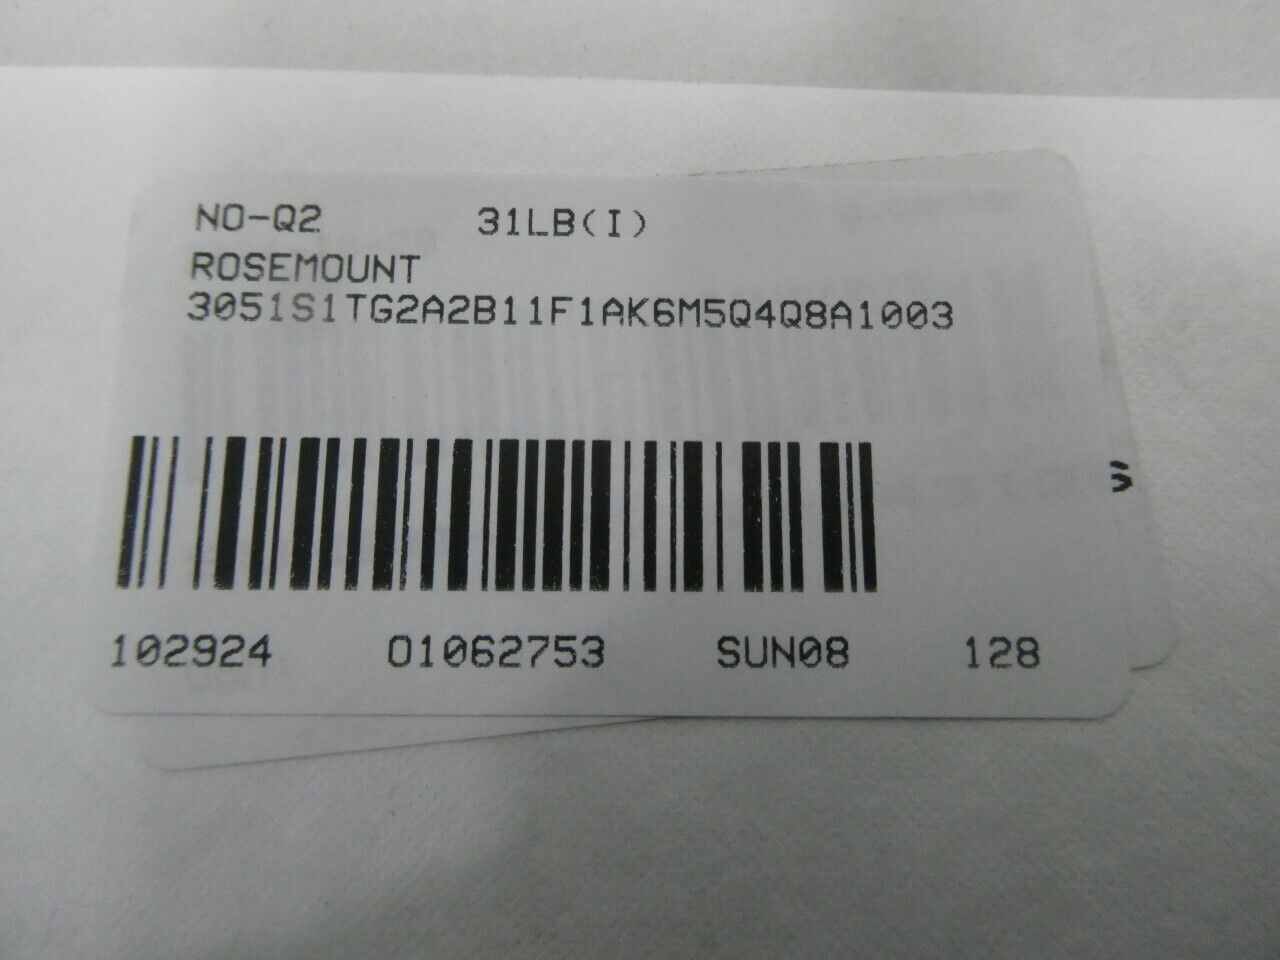 NO-Q2 31LB(I)
ROSEMOUNT
3051S1TG2A2B11F1AK6M5Q4Q8A1003
102924 01062753 SUN08 128